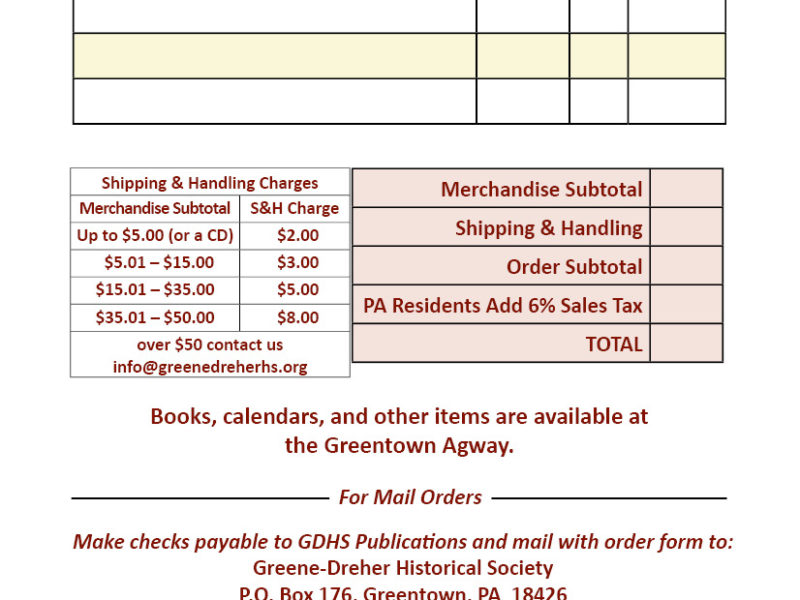 Shipping & Handling Charges
Merchandise Subtotal S&H Charge
Up to $5.00 (or a CD) $2.00
$5.01 – $15.00 $3.00
$15.01 – $35.00 $5.00
$35.01 – $50.00 $8.00
over $50 contact us
info@greenedreherhs.org
Merchandise Subtotal
Shipping & Handling
Order Subtotal
PA Residents Add 6% Sales Tax
TOTAL
Books, calendars, and other items are available at
the Greentown Agway.
For Mail Orders
Make checks payable to GDHS Publications and mail with order form to:
Greene-Dreher Historical Society
P.O. Box 176, Greentown, PA 18426